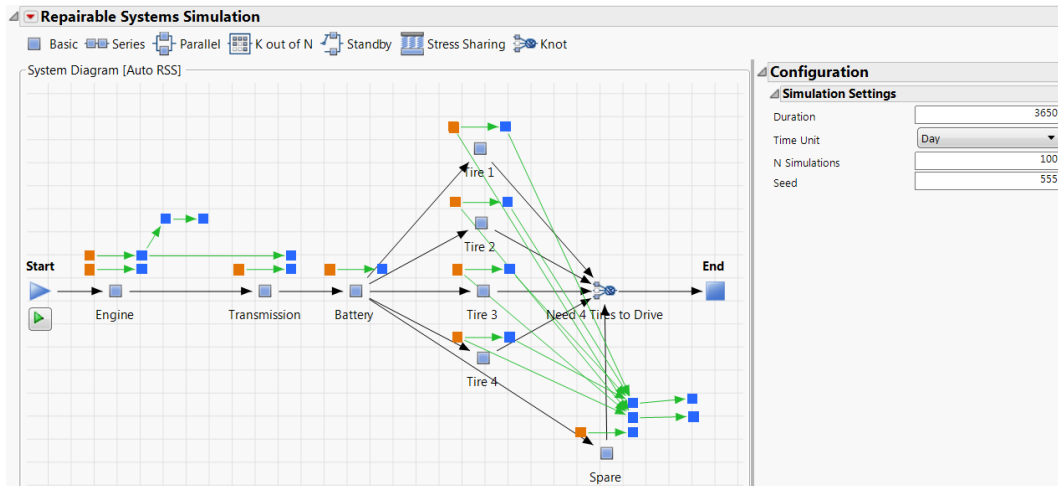 Repairable Systems Simulation
Basic Series Parallel K out of N Standby Stress Sharing Knot
System Diagram [Auto RSS]
Configuration
Simulation Settings
Duration 3650
Time Unit Day
N Simulations 100
Seed 555
Tire 1
Tire 2
Start
End
Engine
Transmission
Battery
Tire 3
Need 4 Tires to Drive
Tire 4
Spare